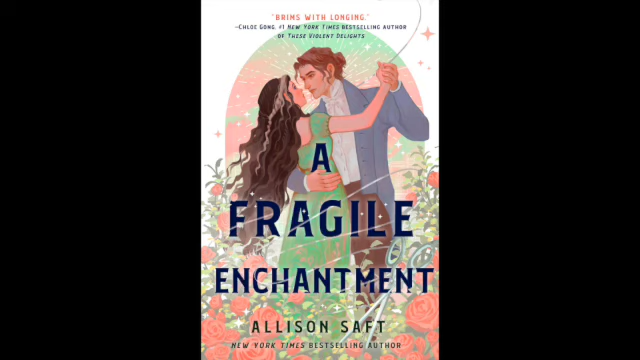 "BRIMS WITH LONGING."
—CHLOE GONG, #1 NEW YORK TIMES BESTSELLING AUTHOR
OF THESE VIOLENT DELIGHTS
A
FRAGILE
ENCHANTMENT
ALLISON SAFT
NEW YORK TIMES BESTSELLING AUTHOR